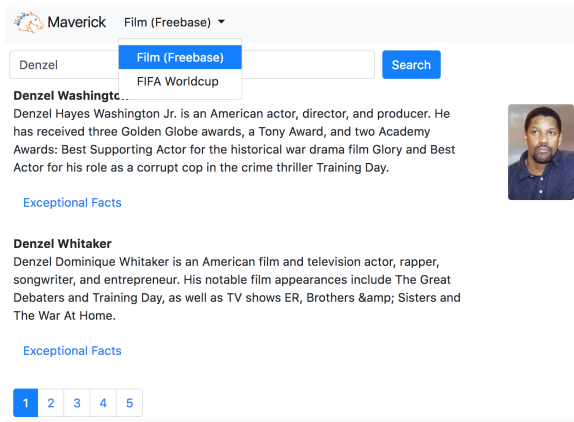 Maverick Film (Freebase)
Film (Freebase)
FIFA Worldcup
Denzel Search
Denzel Washington
Denzel Hayes Washington Jr. is an American actor, director, and producer. He
has received three Golden Globe awards, a Tony Award, and two Academy
Awards: Best Supporting Actor for the historical war drama film Glory and Best
Actor for his role as a corrupt cop in the crime thriller Training Day.
Exceptional Facts
Denzel Whitaker
Denzel Dominique Whitaker is an American film and television actor, rapper,
songwriter, and entrepreneur. His notable film appearances include The Great
Debaters and Training Day, as well as TV shows ER, Brothers &amp; Sisters and
The War At Home.
Exceptional Facts
1 2 3 4 5